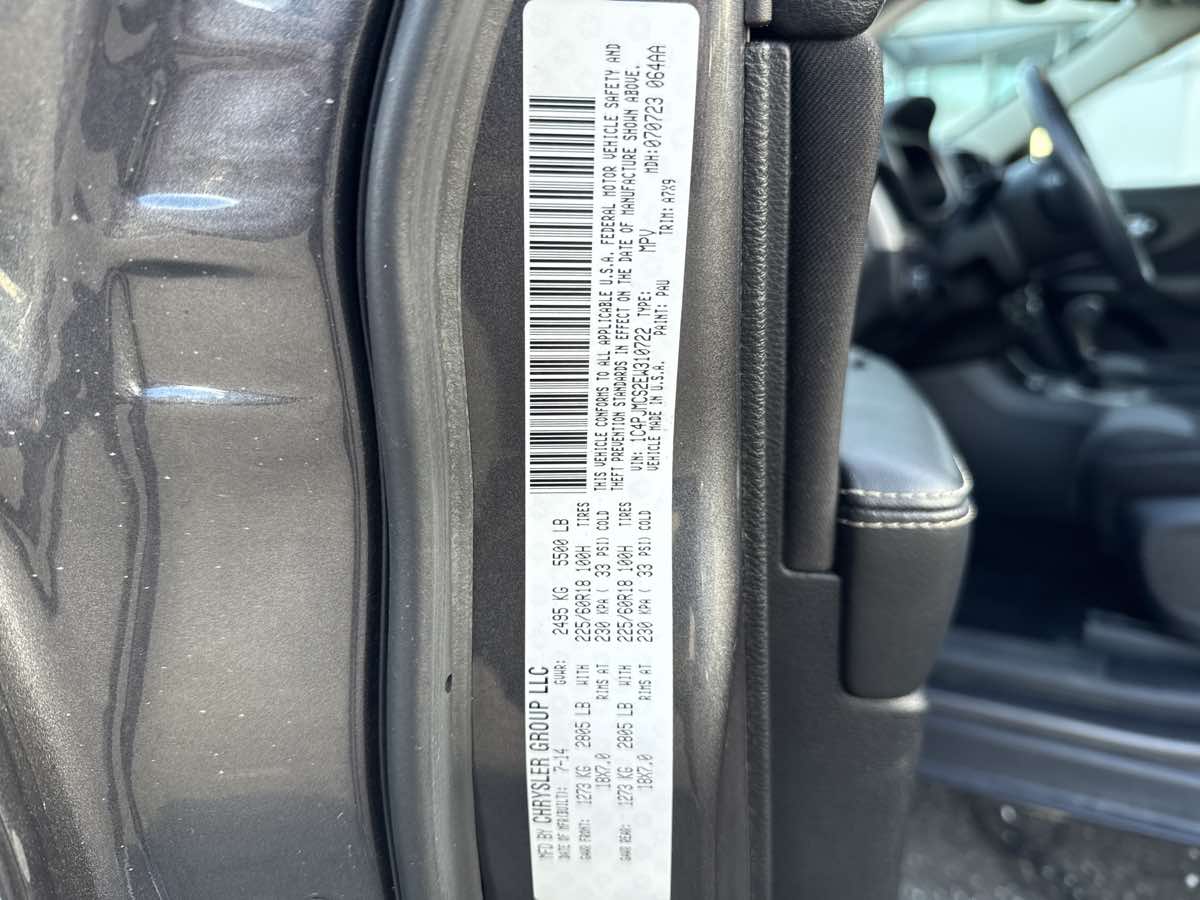 MFD BY CHRYSLER GROUP LLC
DATE OF MFR(BUILT): 7-14 GVWR: 2495 KG 5500 LB
GAWR FRONT: 1273 KG 2805 LB WITH 225/60R18 100H TIRES
18X7.0 RIMS AT 230 KPA ( 33 PSI) COLD
GAWR REAR: 1273 KG 2805 LB WITH 225/60R18 100H TIRES
18X7.0 RIMS AT 230 KPA ( 33 PSI) COLD
THIS VEHICLE CONFORMS TO ALL APPLICABLE U.S.A. FEDERAL MOTOR VEHICLE SAFETY AND
THEFT PREVENTION STANDARDS IN EFFECT ON THE DATE OF MANUFACTURE SHOWN ABOVE.
VIN: 1C4PJMCS2EW310722 TYPE: MPV MDH:070723 064AA
VEHICLE MADE IN U.S.A. PAINT: PAU TRIM: A7X9